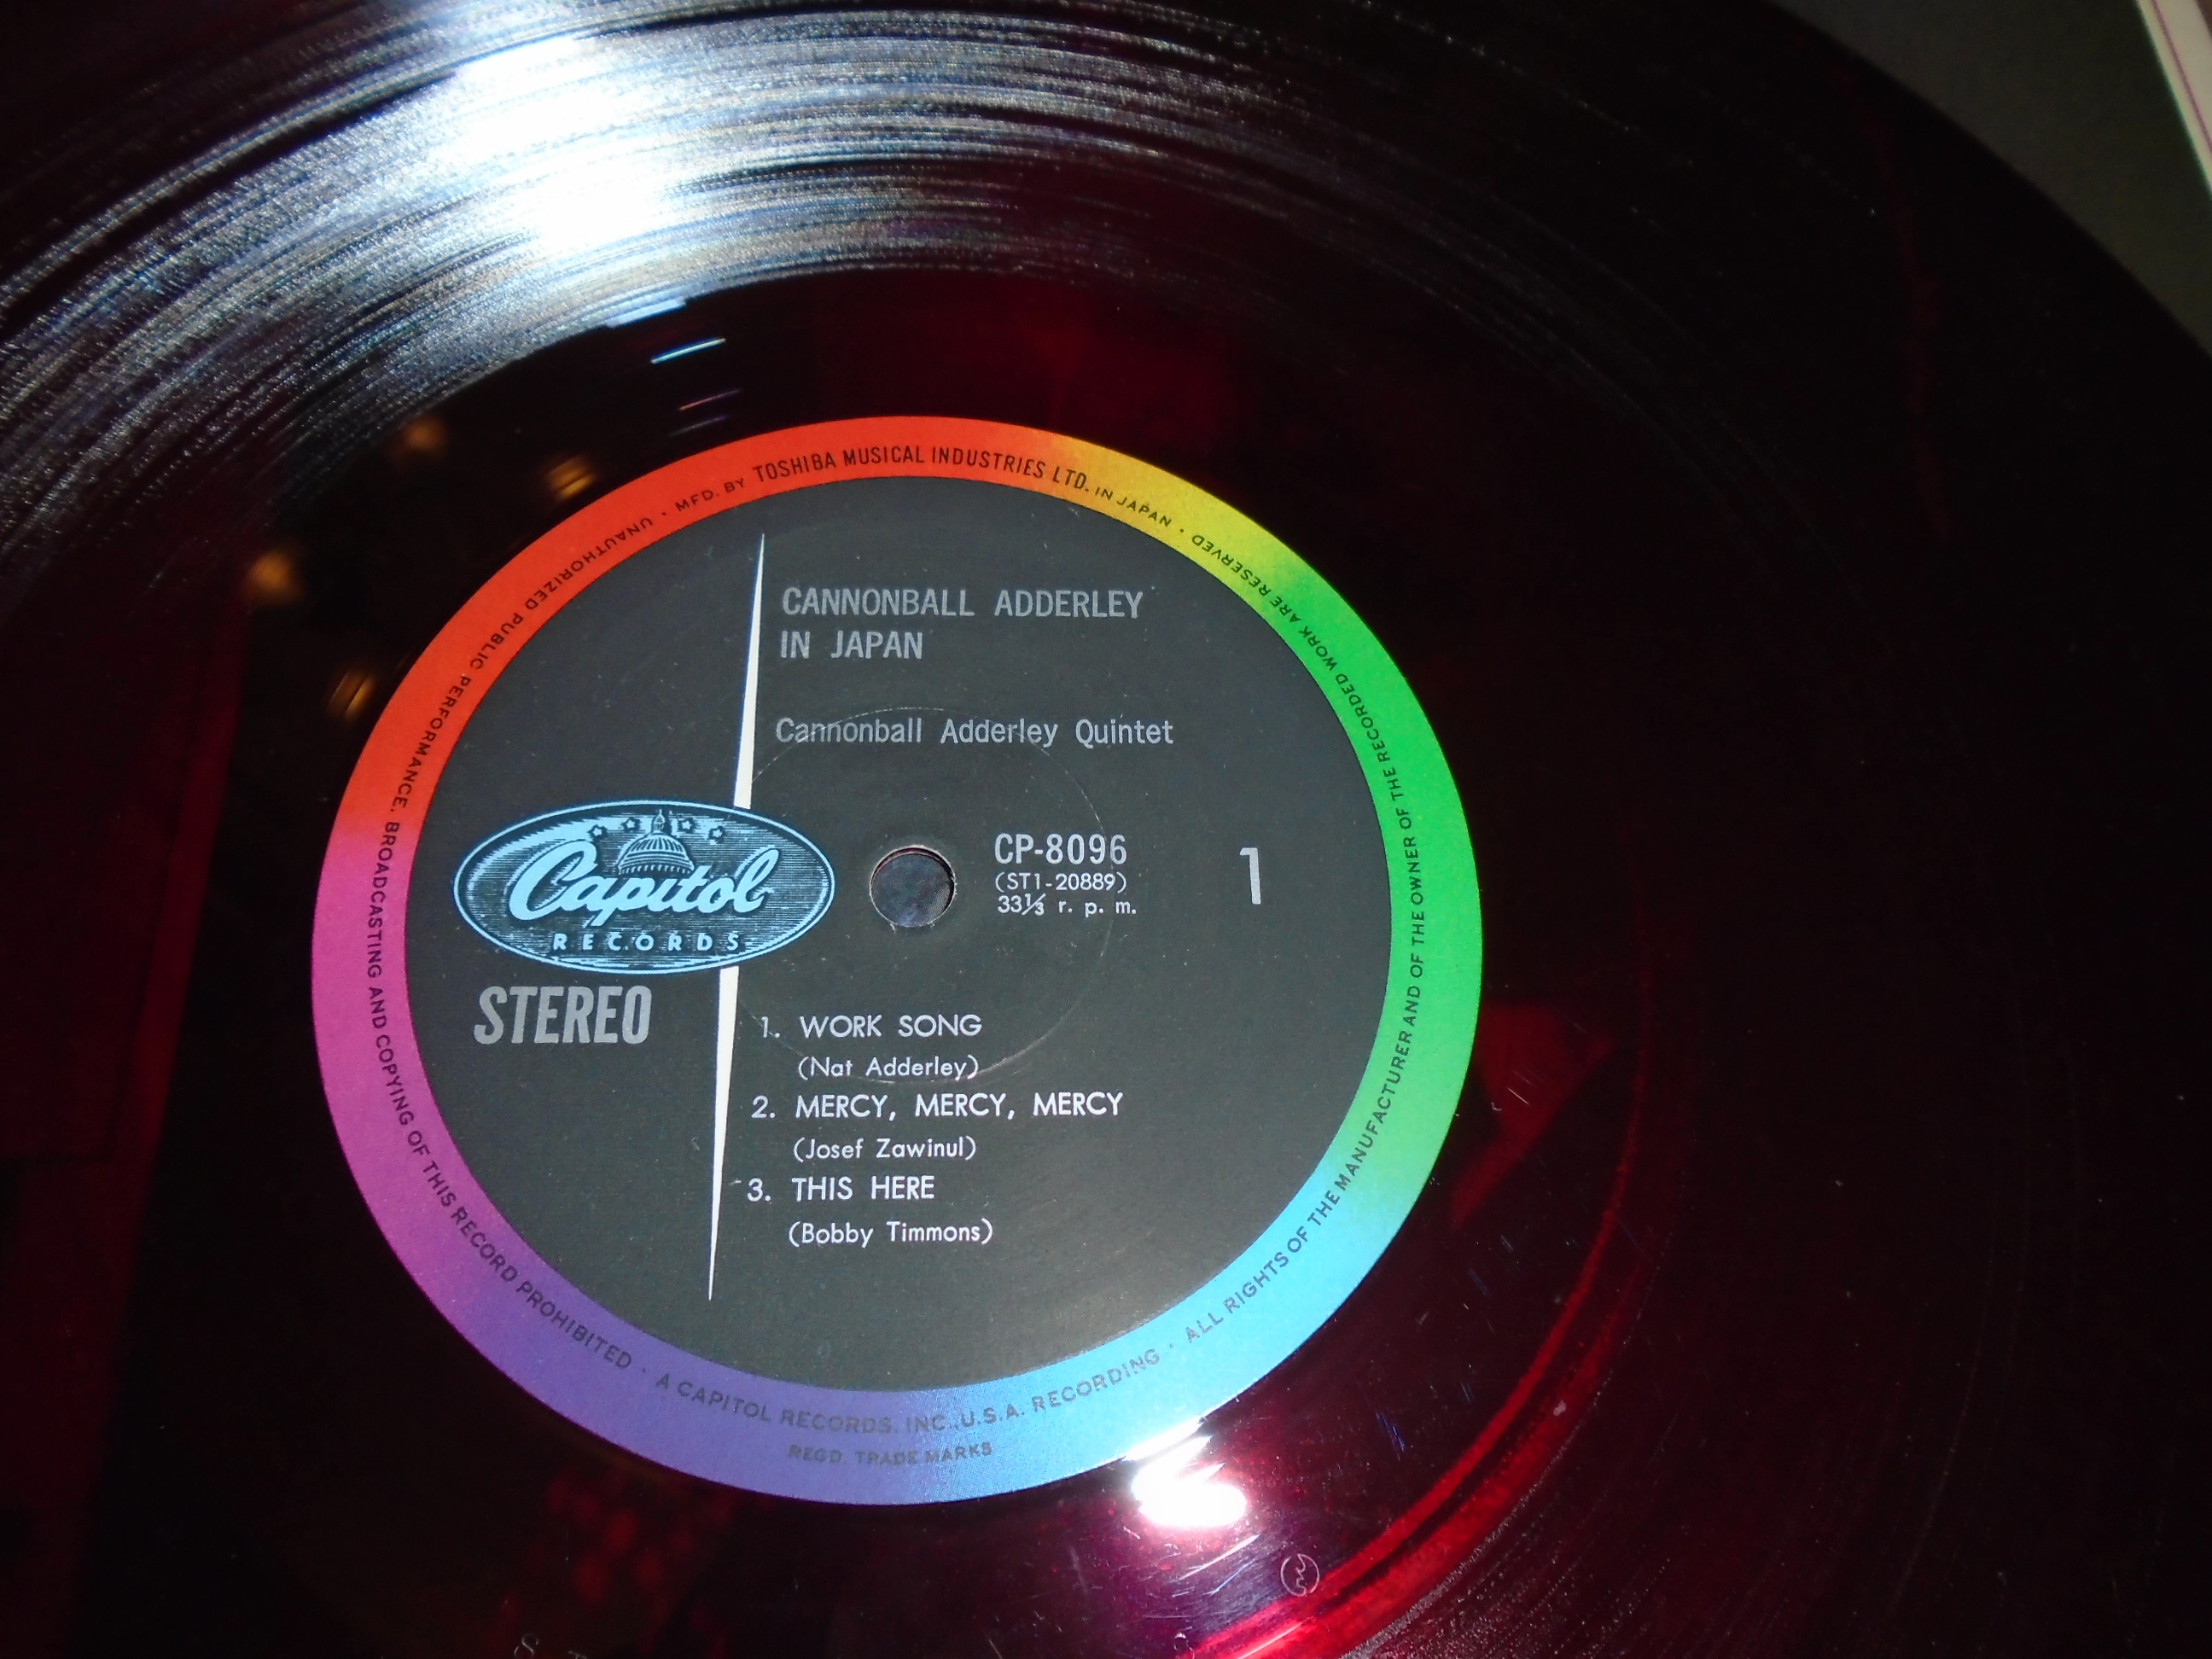 UNAUTHORIZED PUBLIC PERFORMANCE, BROADCASTING AND COPYING OF THIS RECORD PROHIBITED · A CAPITOL RECORDS, INC., U.S.A. RECORDING · ALL RIGHTS OF THE MANUFACTURER AND OF THE OWNER OF THE RECORDED WORK ARE RESERVED · MFD. BY TOSHIBA MUSICAL INDUSTRIES LTD. IN JAPAN ·
REGD. TRADE MARKS
CANNONBALL ADDERLEY
IN JAPAN
Cannonball Adderley Quintet
Capitol
RECORDS
STEREO
CP-8096
(ST1-20889)
33⅓ r. p. m.
1
1. WORK SONG
(Nat Adderley)
2. MERCY, MERCY, MERCY
(Josef Zawinul)
3. THIS HERE
(Bobby Timmons)